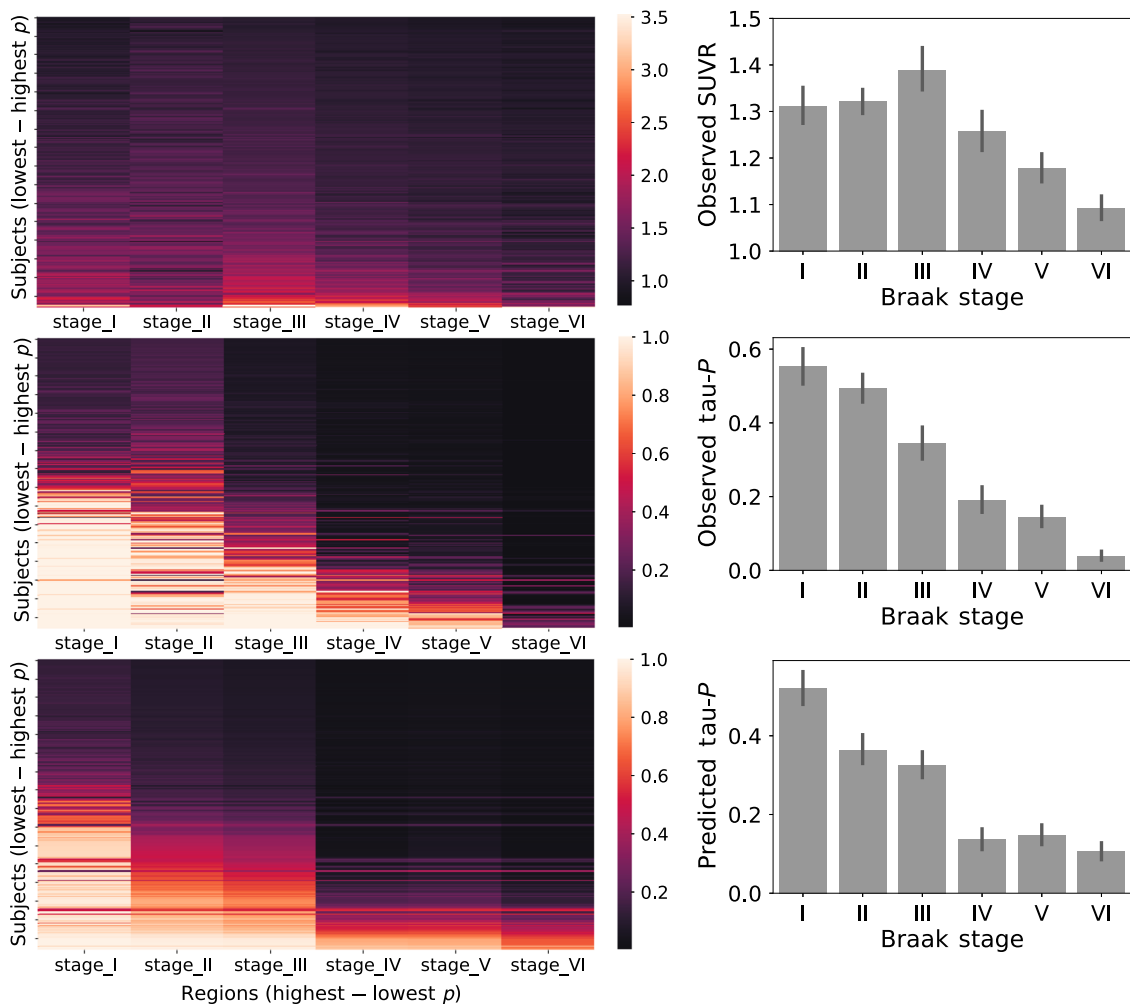 Subjects (lowest − highest p)
stage_I stage_II stage_III stage_IV stage_V stage_VI
3.5
3.0
2.5
2.0
1.5
1.0
Observed SUVR
1.5
1.4
1.3
1.2
1.1
1.0
I II III IV V VI
Braak stage
Subjects (lowest − highest p)
stage_I stage_II stage_III stage_IV stage_V stage_VI
1.0
0.8
0.6
0.4
0.2
Observed tau-P
0.6
0.4
0.2
0.0
I II III IV V VI
Braak stage
Subjects (lowest − highest p)
stage_I stage_II stage_III stage_IV stage_V stage_VI
Regions (highest − lowest p)
1.0
0.8
0.6
0.4
0.2
Predicted tau-P
0.4
0.2
0.0
I II III IV V VI
Braak stage